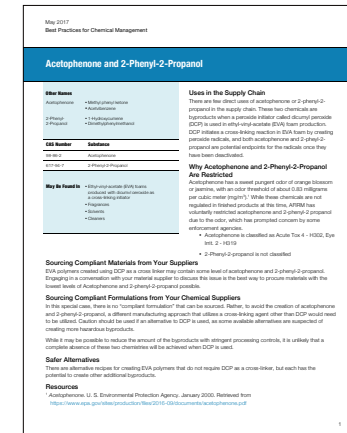 May 2017
Best Practices for Chemical Management
Acetophenone and 2-Phenyl-2-Propanol
Other Names
Acetophenone
• Methyl phenyl ketone
• Acetylbenzene
2-Phenyl-
2-Propanol
• 1-Hydroxycumene
• Dimethylphenylmethanol
CAS Number Substance
98-86-2 Acetophenone
617-94-7 2-Phenyl-2-Propanol
May Be Found in
• Ethyl-vinyl-acetate (EVA) foams
produced with dicumyl peroxide as
a cross-linking initiator
• Fragrances
• Solvents
• Cleaners
Uses in the Supply Chain
There are few direct uses of acetophenone or 2-phenyl-2-
propanol in the supply chain. These two chemicals are
byproducts when a peroxide initiator called dicumyl peroxide
(DCP) is used in ethyl-vinyl-acetate (EVA) foam production.
DCP initiates a cross-linking reaction in EVA foam by creating
peroxide radicals, and both acetophenone and 2-phenyl-2-
propanol are potential endpoints for the radicals once they
have been deactivated.
Why Acetophenone and 2-Phenyl-2-Propanol
Are Restricted
Acetophenone has a sweet pungent odor of orange blossom
or jasmine, with an odor threshold of about 0.83 milligrams
per cubic meter (mg/m³).¹ While these chemicals are not
regulated in finished products at this time, AFIRM has
voluntarily restricted acetophenone and 2-phenyl-2 propanol
due to the odor, which has prompted concern by some
enforcement agencies.
• Acetophenone is classified as Acute Tox 4 - H302, Eye
Irrit. 2 - H319
• 2-Phenyl-2-propanol is not classified
Sourcing Compliant Materials from Your Suppliers
EVA polymers created using DCP as a cross linker may contain some level of acetophenone and 2-phenyl-2-propanol.
Engaging in a conversation with your material supplier to discuss this issue is the best way to procure materials with the
lowest levels of Acetophenone and 2-phenyl-2-propanol possible.
Sourcing Compliant Formulations from Your Chemical Suppliers
In this special case, there is no "compliant formulation" that can be sourced. Rather, to avoid the creation of acetophenone
and 2-phenyl-2-propanol, a different manufacturing approach that utilizes a cross-linking agent other than DCP would need
to be utilized. Caution should be used if an alternative to DCP is used, as some available alternatives are suspected of
creating more hazardous byproducts.
While it may be possible to reduce the amount of the byproducts with stringent processing controls, it is unlikely that a
complete absence of these two chemistries will be achieved when DCP is used.
Safer Alternatives
There are alternative recipes for creating EVA polymers that do not require DCP as a cross-linker, but each has the
potential to create other additional byproducts.
Resources
¹ Acetophenone. U. S. Environmental Protection Agency. January 2000. Retrieved from
https://www.epa.gov/sites/production/files/2016-09/documents/acetophenone.pdf
1